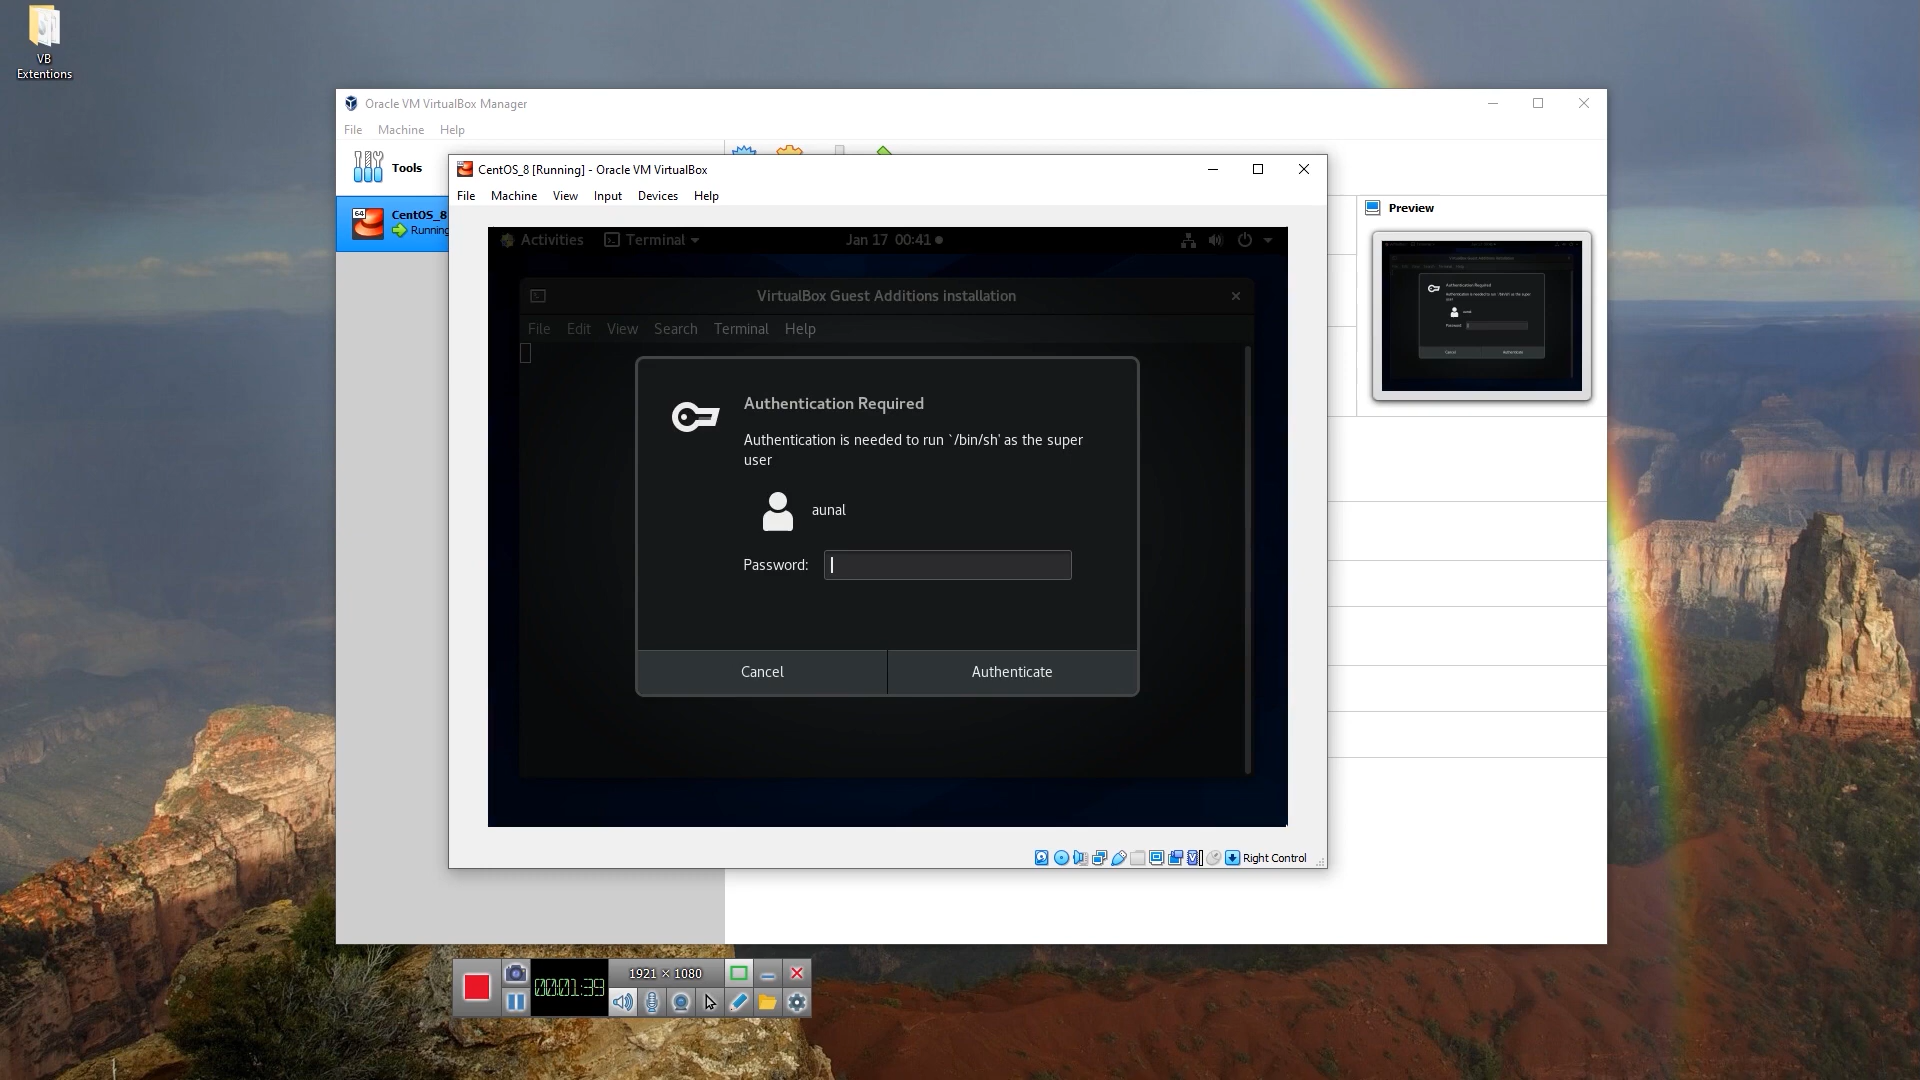 VB
Extentions
Oracle VM VirtualBox Manager
File Machine Help
Tools
64
CentOS_8
Running
Preview
CentOS_8 [Running] - Oracle VM VirtualBox
File Machine View Input Devices Help
Activities Terminal Jan 17 00:41
VirtualBox Guest Additions installation
File Edit View Search Terminal Help
Authentication Required
Authentication is needed to run `/bin/sh' as the super
user
aunal
Password:
Cancel Authenticate
Right Control
1921 × 1080
00:01:39